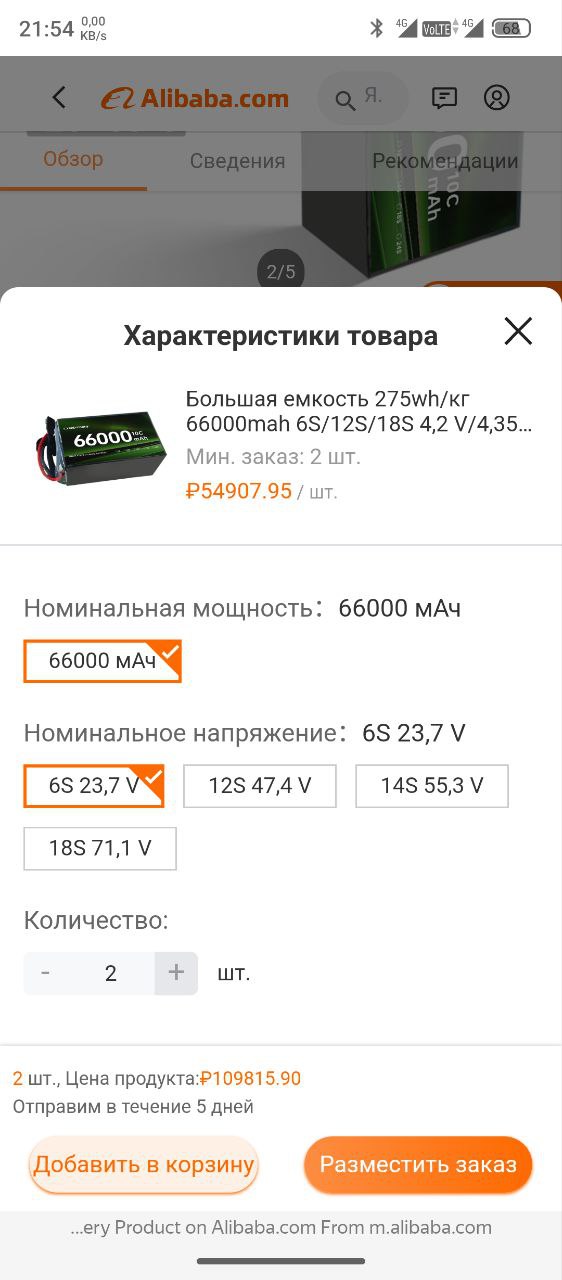 21:54 0,00 KB/s 4G VoLTE 4G 68
Alibaba.com Я.
Обзор Сведения Рекомендации
10C
mAh
2/5
Характеристики товара
Большая емкость 275wh/кг
66000mah 6S/12S/18S 4,2 V/4,35...
66000 10C mAh
Мин. заказ: 2 шт.
₽54907.95 / шт.
Номинальная мощность: 66000 мАч
66000 мАч
Номинальное напряжение: 6S 23,7 V
6S 23,7 V 12S 47,4 V 14S 55,3 V
18S 71,1 V
Количество:
- 2 + шт.
2 шт., Цена продукта:₽109815.90
Отправим в течение 5 дней
Добавить в корзину Разместить заказ
...ery Product on Alibaba.com From m.alibaba.com